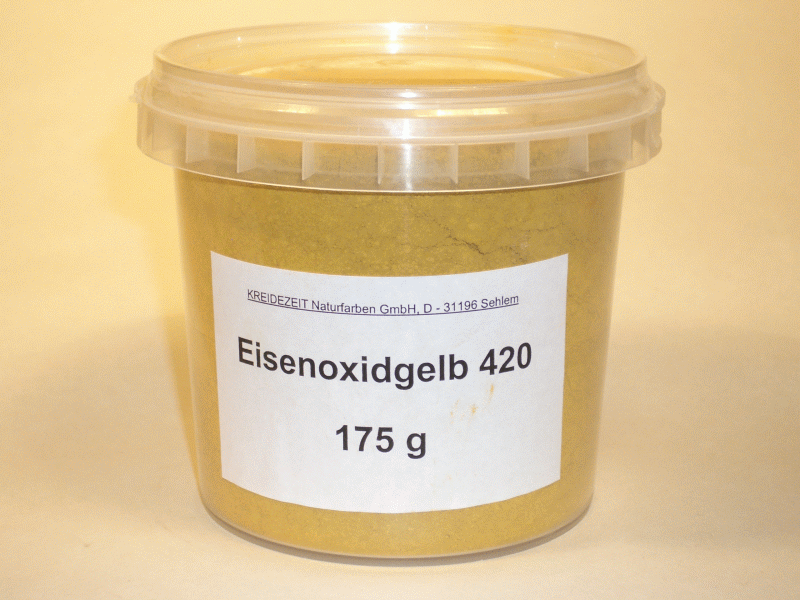 KREIDEZEIT Naturfarben GmbH, D - 31196 Sehlem
Eisenoxidgelb 420
175 g